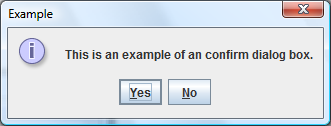 Example
This is an example of an confirm dialog box.
Yes No